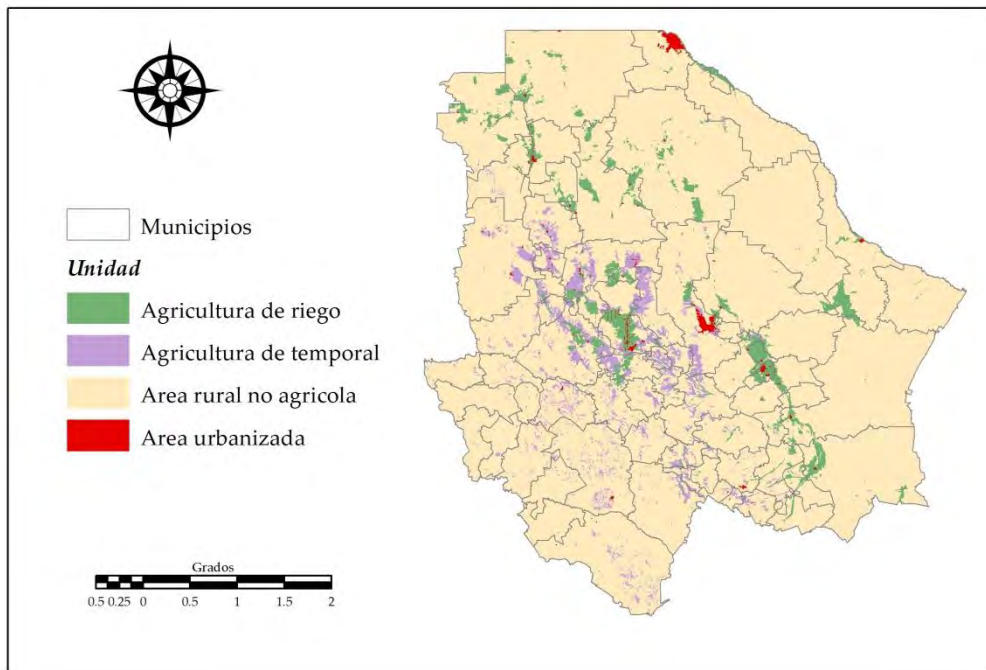 Municipios
Unidad
Agricultura de riego
Agricultura de temporal
Area rural no agricola
Area urbanizada
Grados
0.5 0.25 0 0.5 1 1.5 2